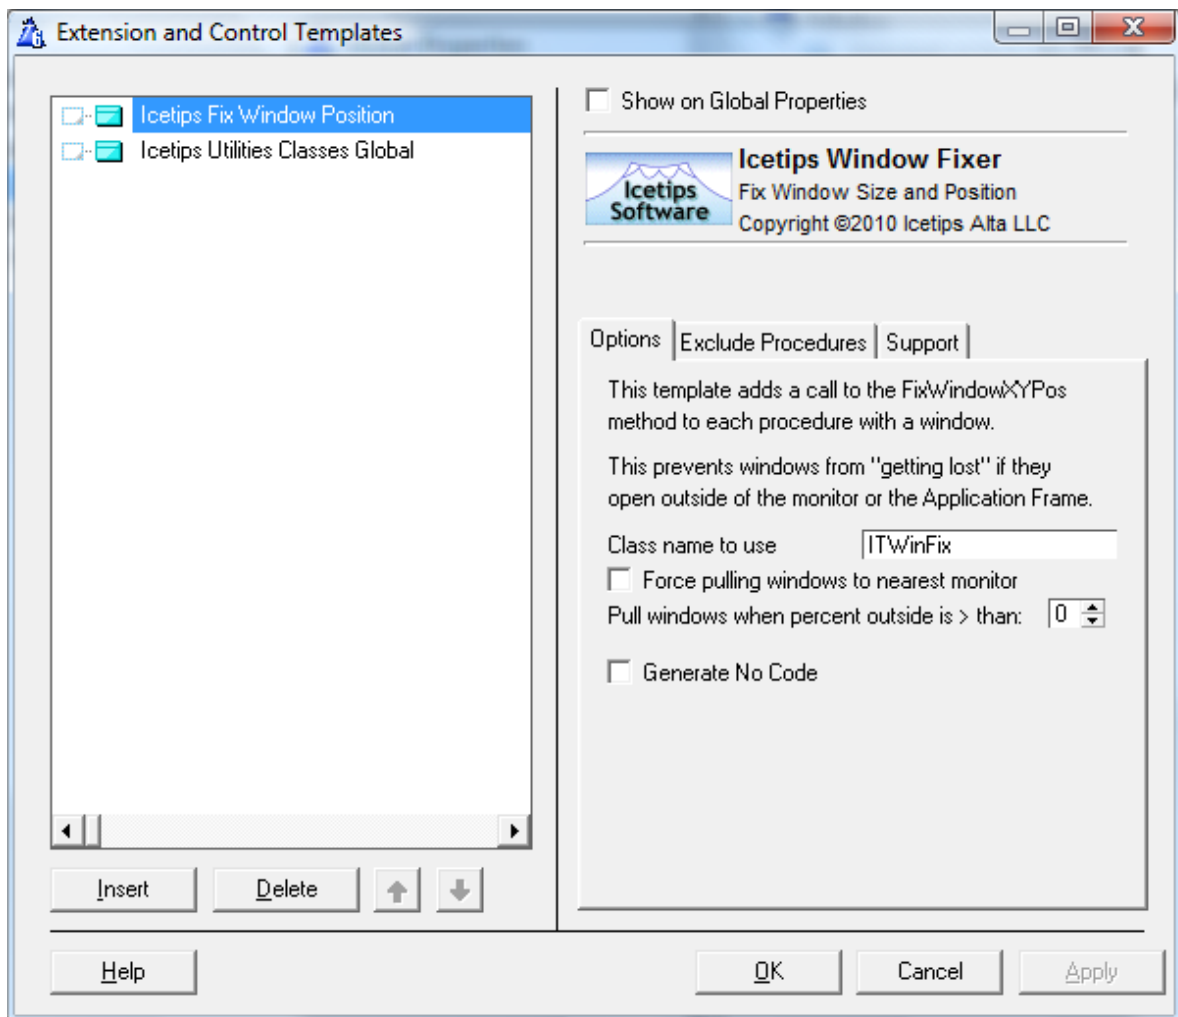 Extension and Control Templates
Icetips Fix Window Position
Icetips Utilities Classes Global
Insert
Delete
Show on Global Properties
Icetips
Software
Icetips Window Fixer
Fix Window Size and Position
Copyright ©2010 Icetips Alta LLC
Options
Exclude Procedures
Support
This template adds a call to the FixWindowXYPos
method to each procedure with a window.
This prevents windows from "getting lost" if they
open outside of the monitor or the Application Frame.
Class name to use ITWinFix
Force pulling windows to nearest monitor
Pull windows when percent outside is > than: 0
Generate No Code
Help
OK
Cancel
Apply